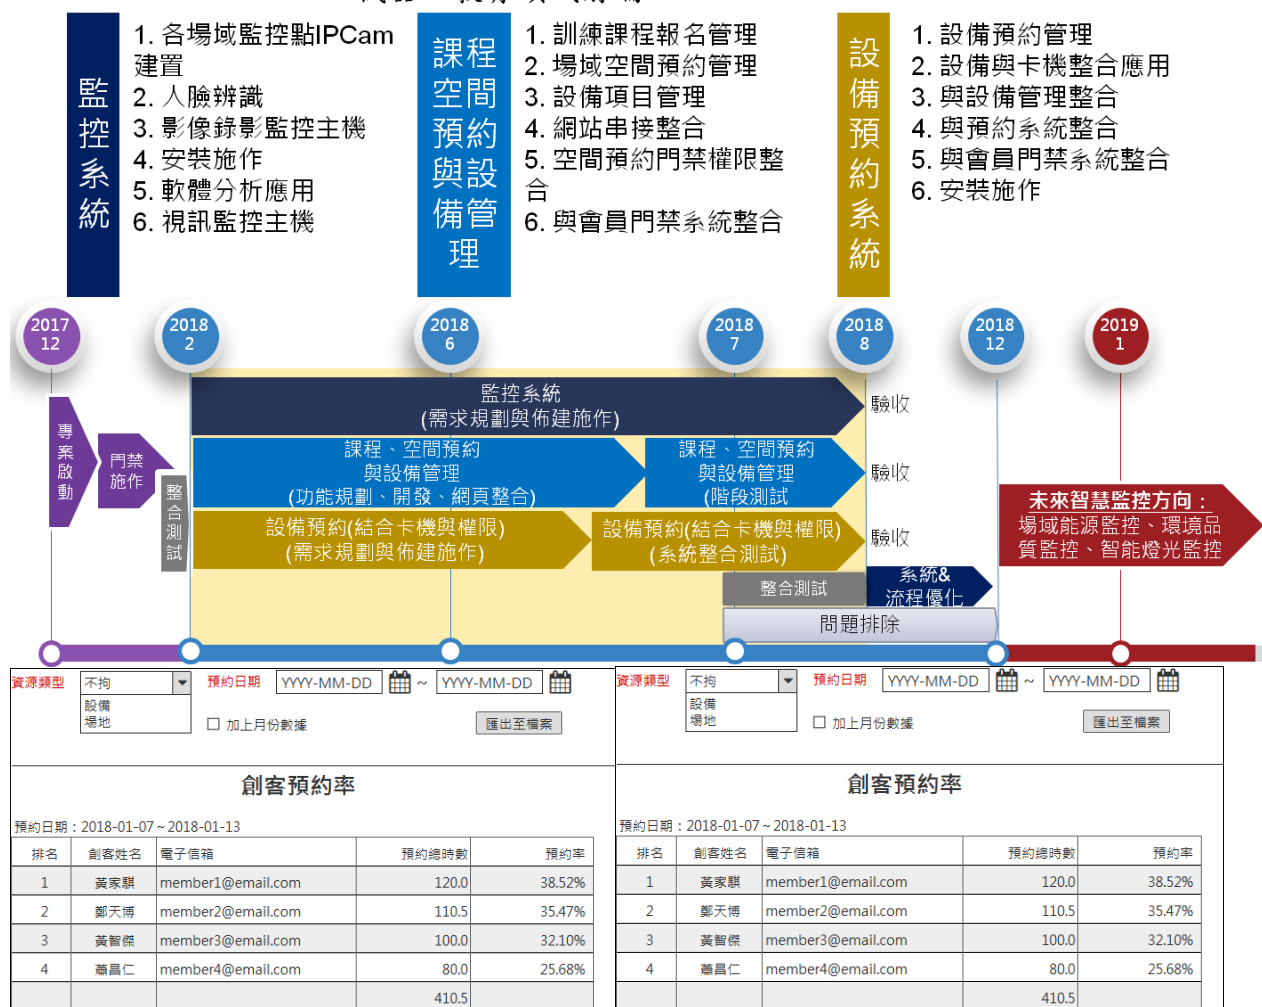 監控系統
1. 各場域監控點IPCam
建置
2. 人臉辨識
3. 影像錄影監控主機
4. 安裝施作
5. 軟體分析應用
6. 視訊監控主機
課程
空間
預約
與設
備管
理
1. 訓練課程報名管理
2. 場域空間預約管理
3. 設備項目管理
4. 網站串接整合
5. 空間預約門禁權限整
合
6. 與會員門禁系統整合
設備預約系統
1. 設備預約管理
2. 設備與卡機整合應用
3. 與設備管理整合
4. 與預約系統整合
5. 與會員門禁系統整合
6. 安裝施作
2017
12
2018
2
2018
6
2018
7
2018
8
2018
12
2019
1
專案啟動
門禁
施作
整合測試
監控系統
(需求規劃與佈建施作)
驗收
課程、空間預約
與設備管理
(功能規劃、開發、網頁整合)
課程、空間預約
與設備管理
(階段測試
驗收
設備預約(結合卡機與權限)
(需求規劃與佈建施作)
設備預約(結合卡機與權限)
(系統整合測試)
驗收
整合測試
系統&
流程優化
問題排除
未來智慧監控方向：
場域能源監控、環境品
質監控、智能燈光監控
資源類型 不拘 預約日期 YYYY-MM-DD ~ YYYY-MM-DD
設備
場地
加上月份數據 匯出至檔案
創客預約率
預約日期：2018-01-07~2018-01-13
排名 創客姓名 電子信箱 預約總時數 預約率
1 黃家騏 member1@email.com 120.0 38.52%
2 鄭天博 member2@email.com 110.5 35.47%
3 黃智傑 member3@email.com 100.0 32.10%
4 蕭昌仁 member4@email.com 80.0 25.68%
410.5
資源類型 不拘 預約日期 YYYY-MM-DD ~ YYYY-MM-DD
設備
場地
加上月份數據 匯出至檔案
創客預約率
預約日期：2018-01-07~2018-01-13
排名 創客姓名 電子信箱 預約總時數 預約率
1 黃家騏 member1@email.com 120.0 38.52%
2 鄭天博 member2@email.com 110.5 35.47%
3 黃智傑 member3@email.com 100.0 32.10%
4 蕭昌仁 member4@email.com 80.0 25.68%
410.5